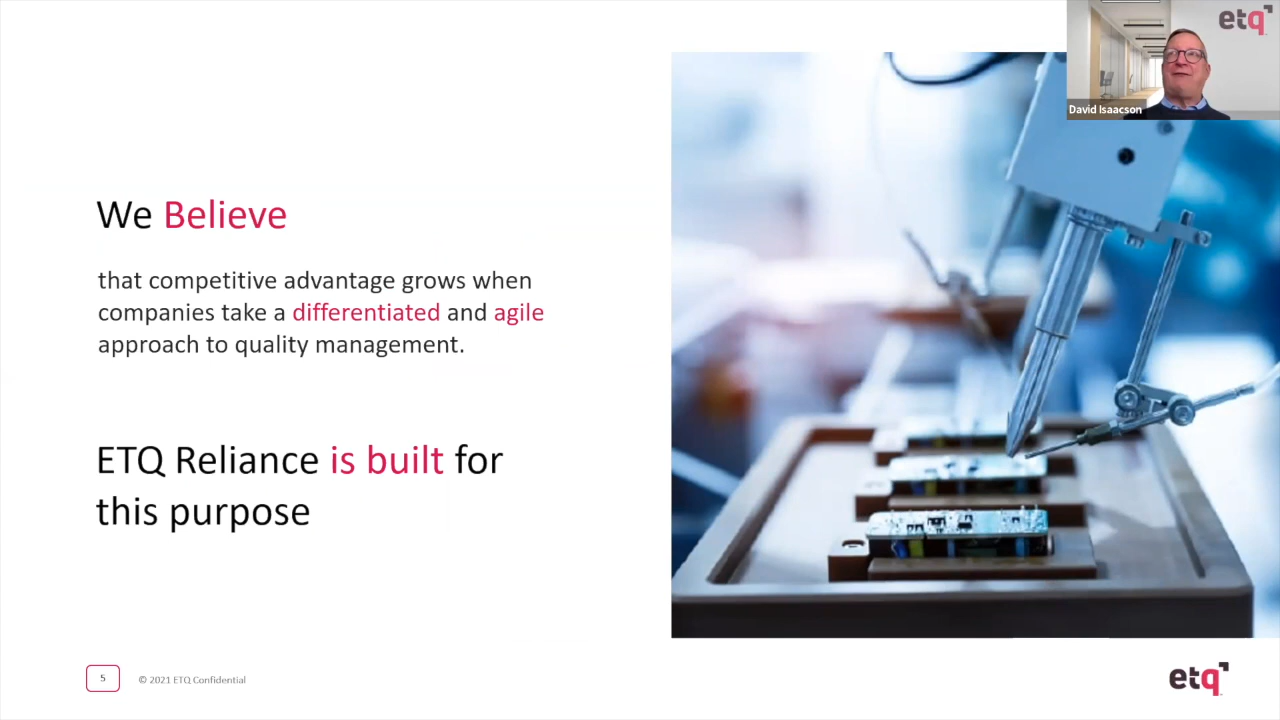 etq
David Isaacson
We Believe
that competitive advantage grows when
companies take a differentiated and agile
approach to quality management.
ETQ Reliance is built for
this purpose
5
© 2021 ETQ Confidential
etq